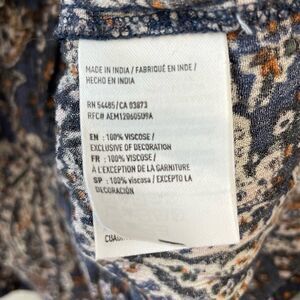 MADE IN INDIA / FABRIQUÉ EN INDE /
HECHO EN INDIA
RN 54485/CA 03873
RFC# AEM1206050U9A
EN : 100% VISCOSE /
EXCLUSIVE OF DECORATION
FR : 100% VISCOSE /
À L'EXCEPTION DE LA GARNITURE
SP : 100% viscosa / EXCEPTO LA
DECORACIÓN